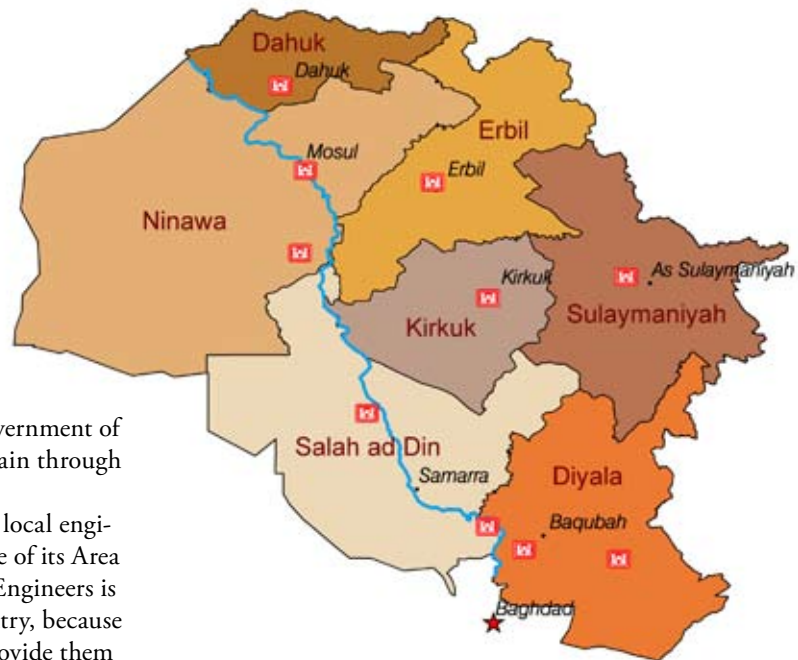 Dahuk
Dahuk
Erbil
Mosul
Erbil
Ninawa
Kirkuk
As Sulaymaniyah
Kirkuk
Sulaymaniyah
Salah ad Din
Samarra
Diyala
Baqubah
Baghdad
vernment of
ain through
local engi-
e of its Area
Engineers is
try, because
ovide them